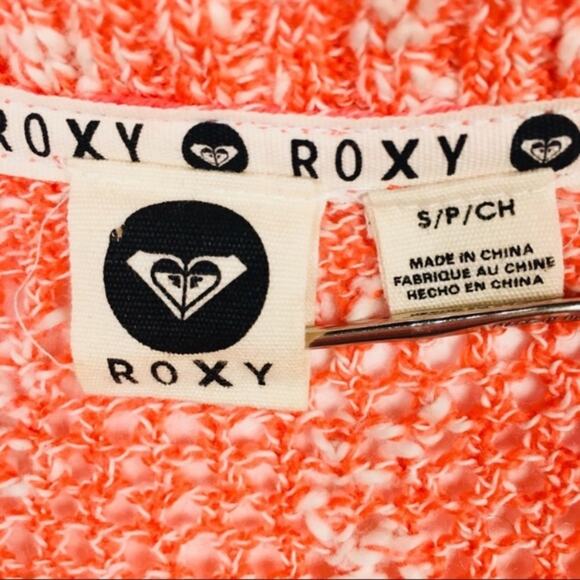 ROXY ROXY
ROXY
S/P/CH
MADE IN CHINA
FABRIQUE AU CHINE
HECHO EN CHINA